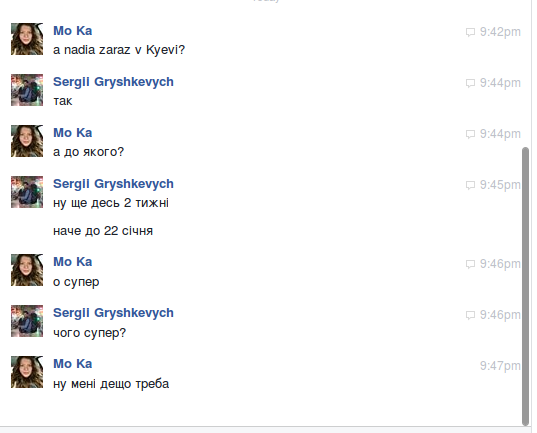 Mo Ka
9:42pm
a nadia zaraz v Kyevi?
Sergii Gryshkevych
9:44pm
так
Mo Ka
9:44pm
а до якого?
Sergii Gryshkevych
9:45pm
ну ще десь 2 тижні
наче до 22 січня
Mo Ka
9:46pm
о супер
Sergii Gryshkevych
9:46pm
чого супер?
Mo Ka
9:47pm
ну мені дещо треба